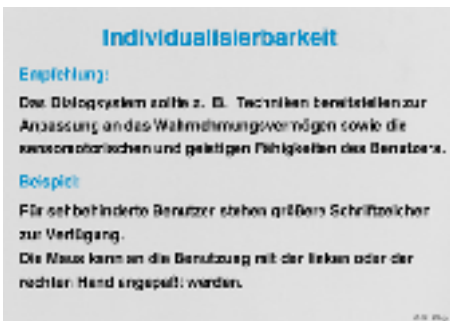 Individualisierbarkeit
Empfehlung:
Das Dialogsystem sollte z. B. Techniken bereitstellen zur
Anpassung an das Wahrnehmungsvermögen sowie die
sensomotorischen und geistigen Fähigkeiten des Benutzers.
Beispiel:
Für sehbehinderte Benutzer stehen größere Schriftzeichen
zur Verfügung.
Die Maus kann an die Benutzung mit der linken oder der
rechten Hand angepaßt werden.